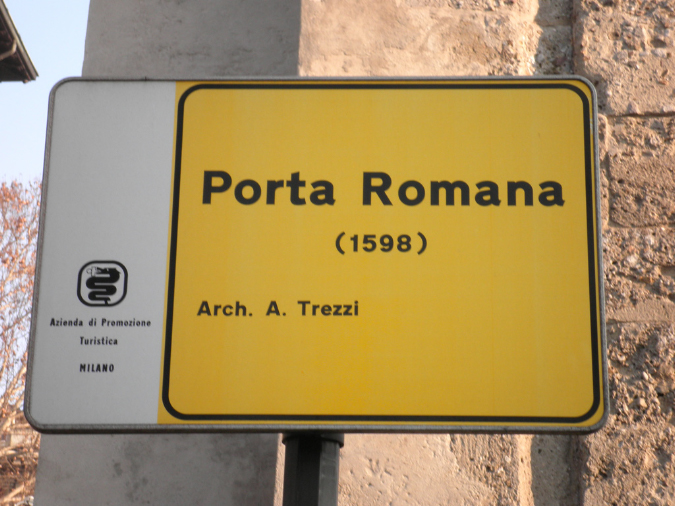 Porta Romana
(1598)
Arch. A. Trezzi
Azienda di Promozione
Turistica
MILANO